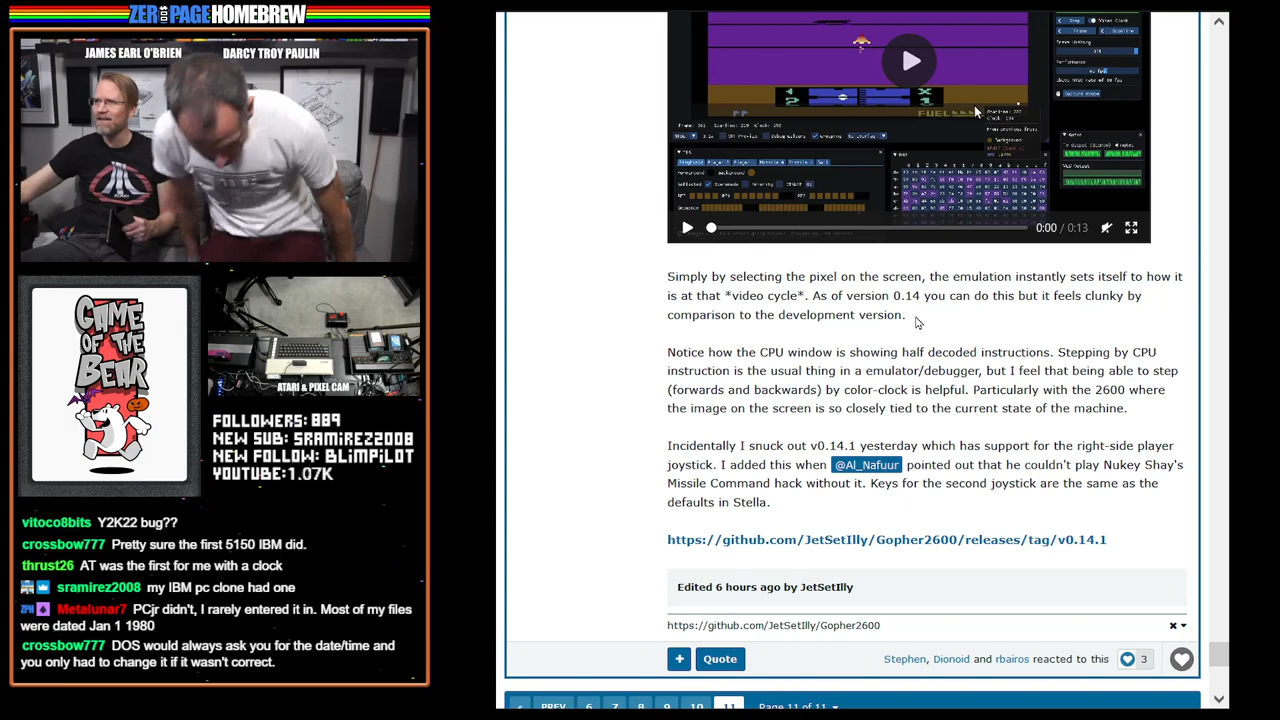 ZEROPAGE HOMEBREW
JAMES EARL O'BRIEN
DARCY TROY PAULIN
ATARI
GAME
OF THE
BEAR
ATARI & PIXEL CAM
FOLLOWERS: 889
NEW SUB: SRAMIREZ2008
NEW FOLLOW: BLIMPILOT
YOUTUBE:1.07K
vitoco8bits Y2K22 bug??
crossbow777 Pretty sure the first 5150 IBM did.
thrust26 AT was the first for me with a clock
sramirez2008 my IBM pc clone had one
Metalunar7 PCjr didn't, I rarely entered it in. Most of my files
were dated Jan 1 1980
crossbow777 DOS would always ask you for the date/time and
you only had to change it if it wasn't correct.
FUEL
0:00 / 0:13
Simply by selecting the pixel on the screen, the emulation instantly sets itself to how it
is at that *video cycle*. As of version 0.14 you can do this but it feels clunky by
comparison to the development version.
Notice how the CPU window is showing half decoded instructions. Stepping by CPU
instruction is the usual thing in a emulator/debugger, but I feel that being able to step
(forwards and backwards) by color-clock is helpful. Particularly with the 2600 where
the image on the screen is so closely tied to the current state of the machine.
Incidentally I snuck out v0.14.1 yesterday which has support for the right-side player
joystick. I added this when @Al_Nafuur pointed out that he couldn't play Nukey Shay's
Missile Command hack without it. Keys for the second joystick are the same as the
defaults in Stella.
https://github.com/JetSetIlly/Gopher2600/releases/tag/v0.14.1
Edited 6 hours ago by JetSetIlly
https://github.com/JetSetIlly/Gopher2600
+ Quote
Stephen, Dionoid and rbairos reacted to this 3
PREV 6 7 8 9 10 11 Page 11 of 11